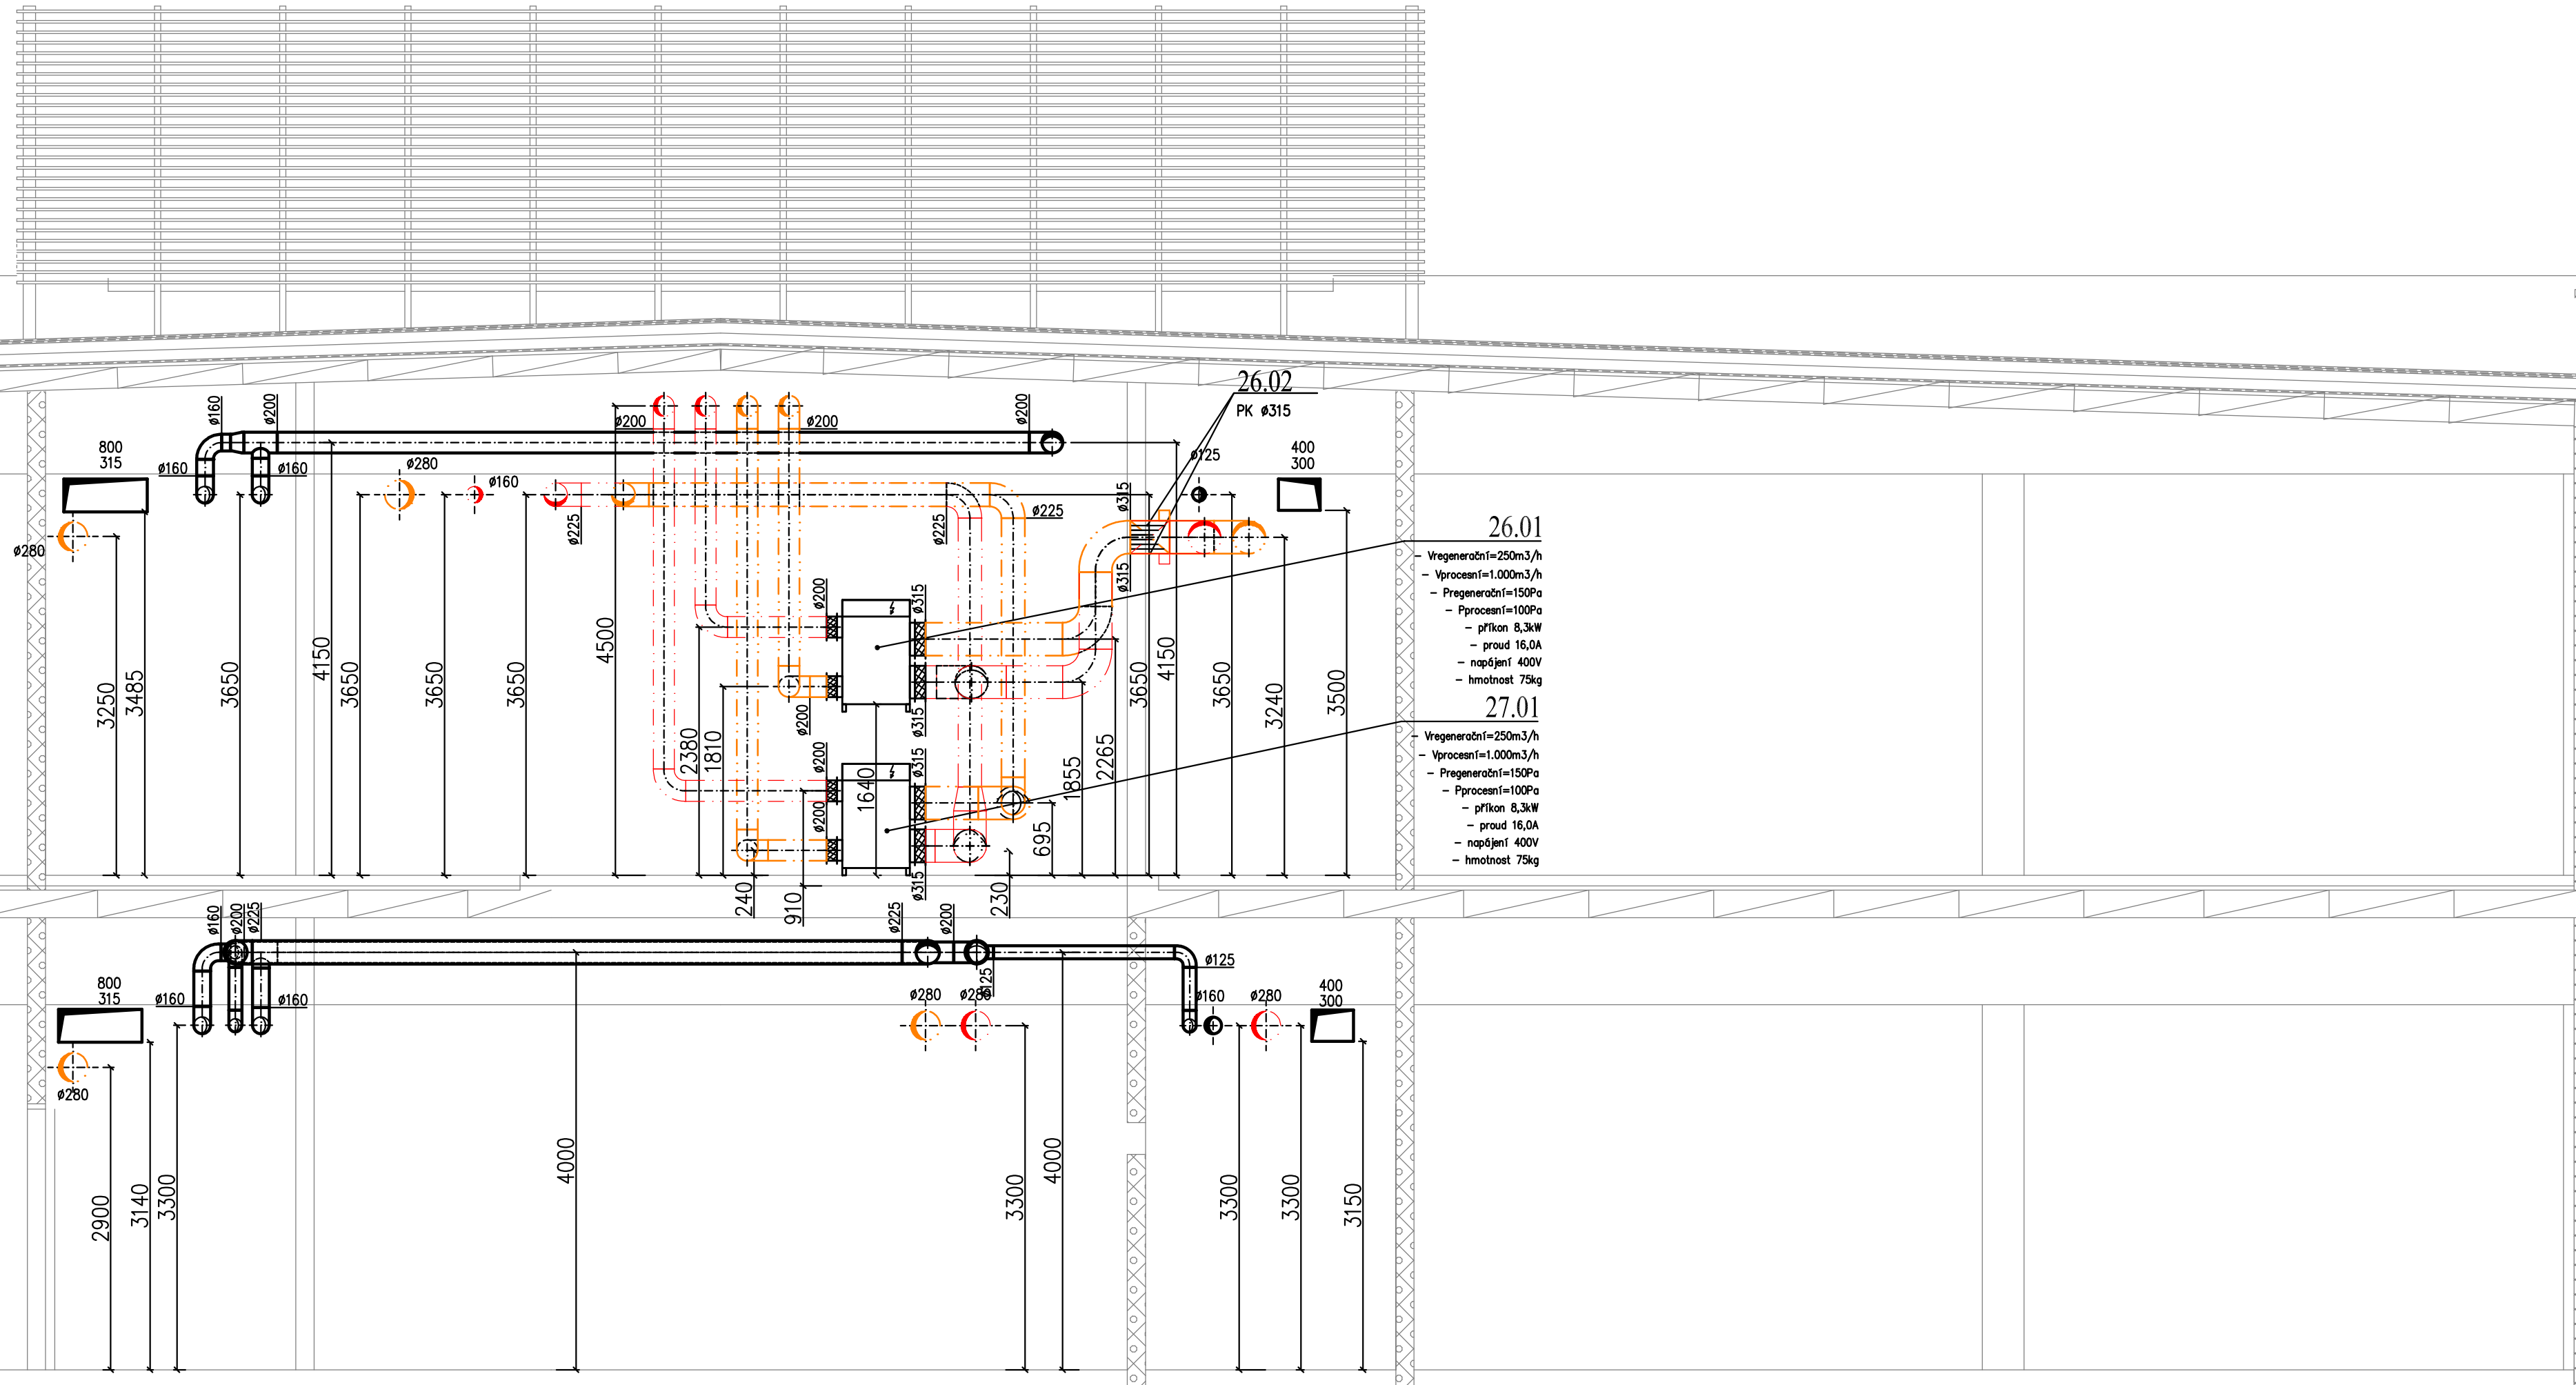 26.02
PK ø315
ø160
ø200
ø200
ø200
ø200
800
315
ø160
ø160
ø280
ø160
ø125
400
300
ø280
ø225
ø225
ø225
ø315
ø315
26.01
– Vregenerační=250m3/h
– Vprocesní=1.000m3/h
– Pregenerační=150Pa
– Pprocesní=100Pa
– příkon 8,3kW
– proud 16,0A
– napájení 400V
– hmotnost 75kg
27.01
– Vregenerační=250m3/h
– Vprocesní=1.000m3/h
– Pregenerační=150Pa
– Pprocesní=100Pa
– příkon 8,3kW
– proud 16,0A
– napájení 400V
– hmotnost 75kg
ø200
ø315
ø200
ø315
ø200
ø315
ø200
ø315
3250
3485
3650
4150
3650
3650
3650
4500
2380
1810
1640
1855
2265
3650
4150
3650
3240
3500
240
910
695
230
ø160
ø200
ø225
ø225
ø200
ø125
ø125
800
315
ø160
ø160
ø280
ø280
ø160
ø280
400
300
ø280
2900
3140
3300
4000
3300
4000
3300
3300
3150